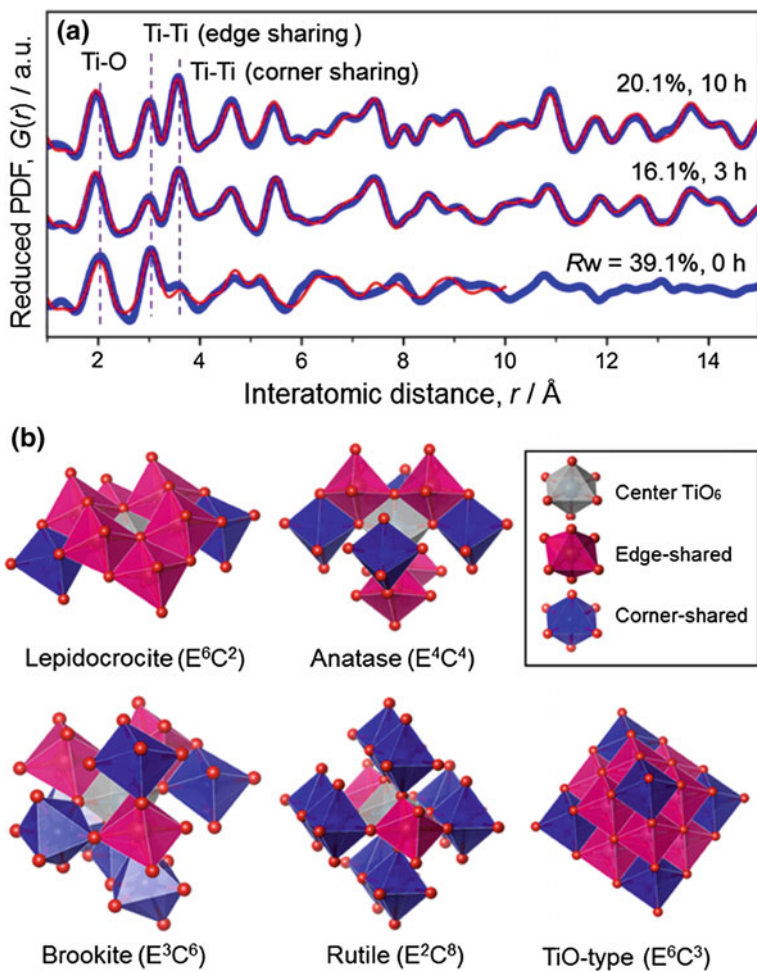 (a)
Ti-Ti (edge sharing )
Ti-O
Ti-Ti (corner sharing)
20.1%, 10 h
16.1%, 3 h
Rw = 39.1%, 0 h
Reduced PDF, G(r) / a.u.
2 4 6 8 10 12 14
Interatomic distance, r / Å
(b)
Center TiO₆
Edge-shared
Corner-shared
Lepidocrocite (E⁶C²)
Anatase (E⁴C⁴)
Brookite (E³C⁶)
Rutile (E²C⁸)
TiO-type (E⁶C³)